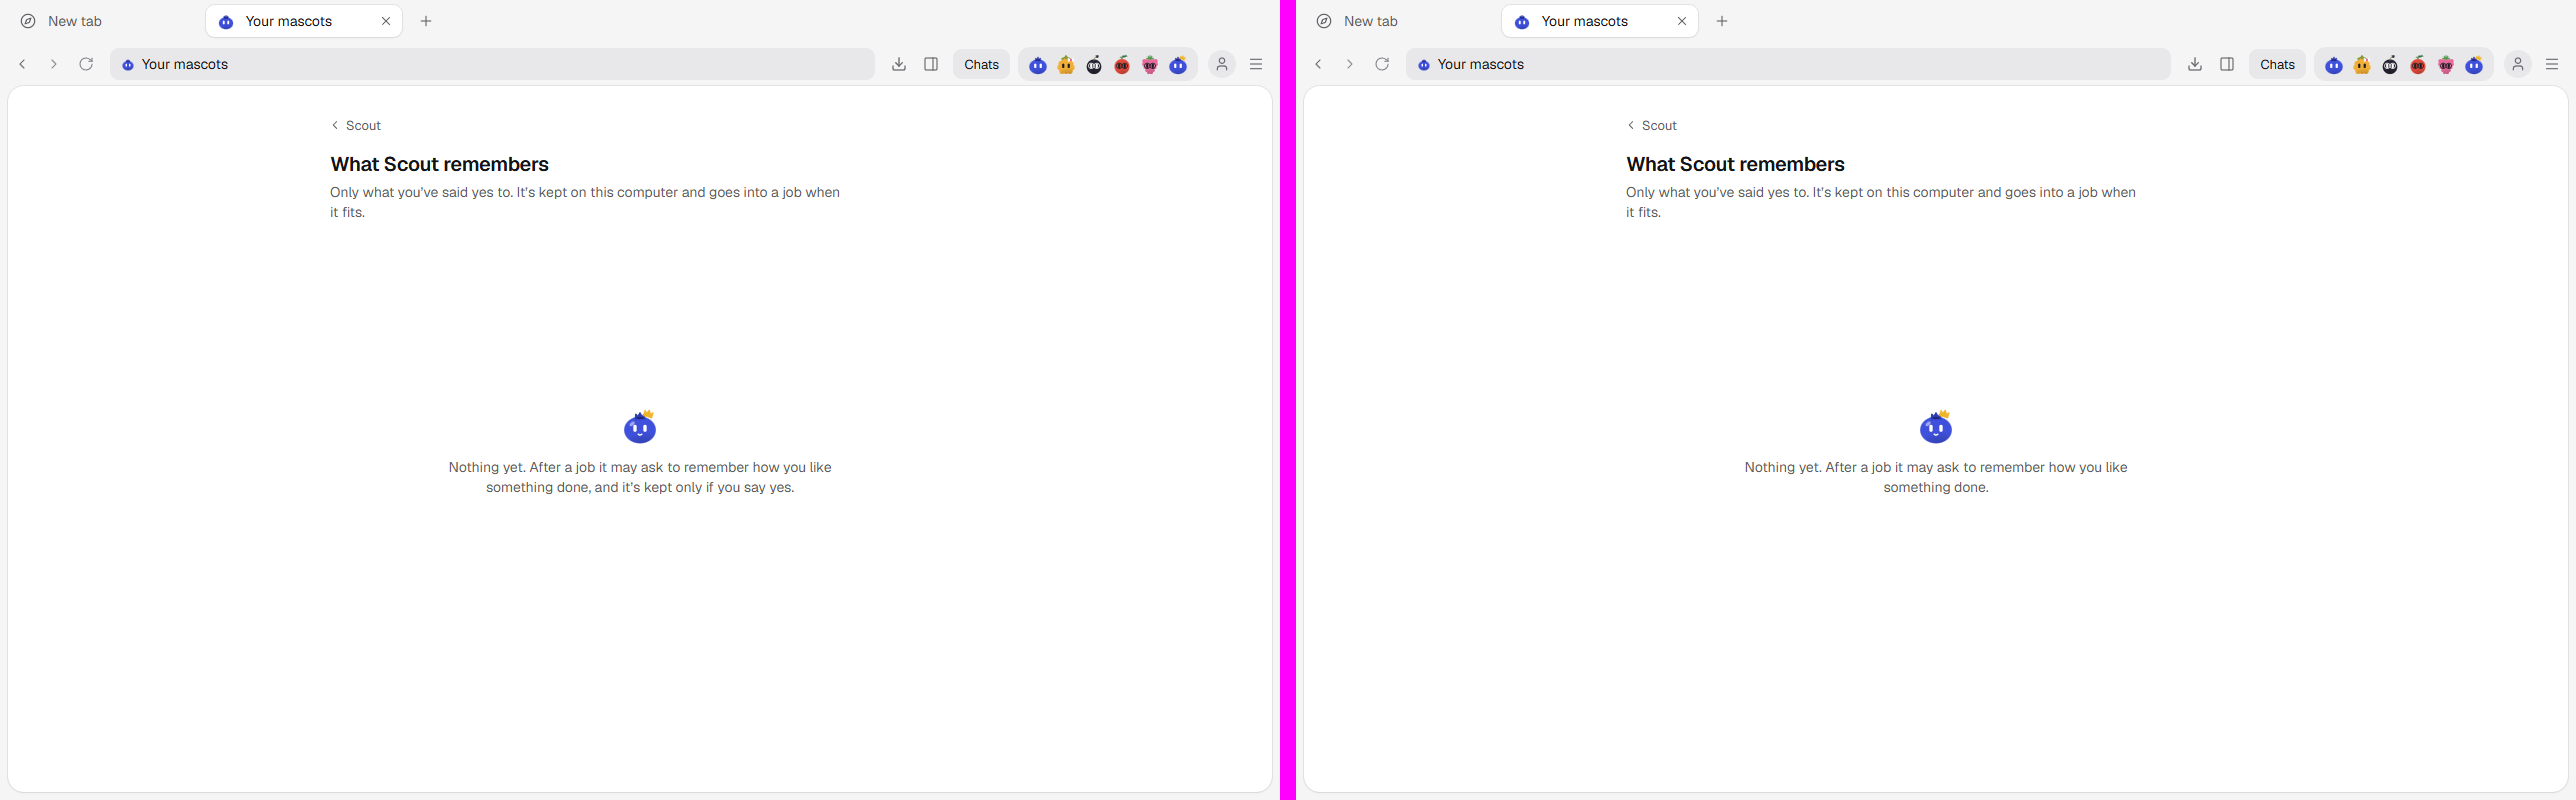 New tab
Your mascots
Your mascots
Chats
Scout
What Scout remembers
Only what you've said yes to. It's kept on this computer and goes into a job when
it fits.
Nothing yet. After a job it may ask to remember how you like
something done, and it's kept only if you say yes.
New tab
Your mascots
Your mascots
Chats
Scout
What Scout remembers
Only what you've said yes to. It's kept on this computer and goes into a job when
it fits.
Nothing yet. After a job it may ask to remember how you like
something done.